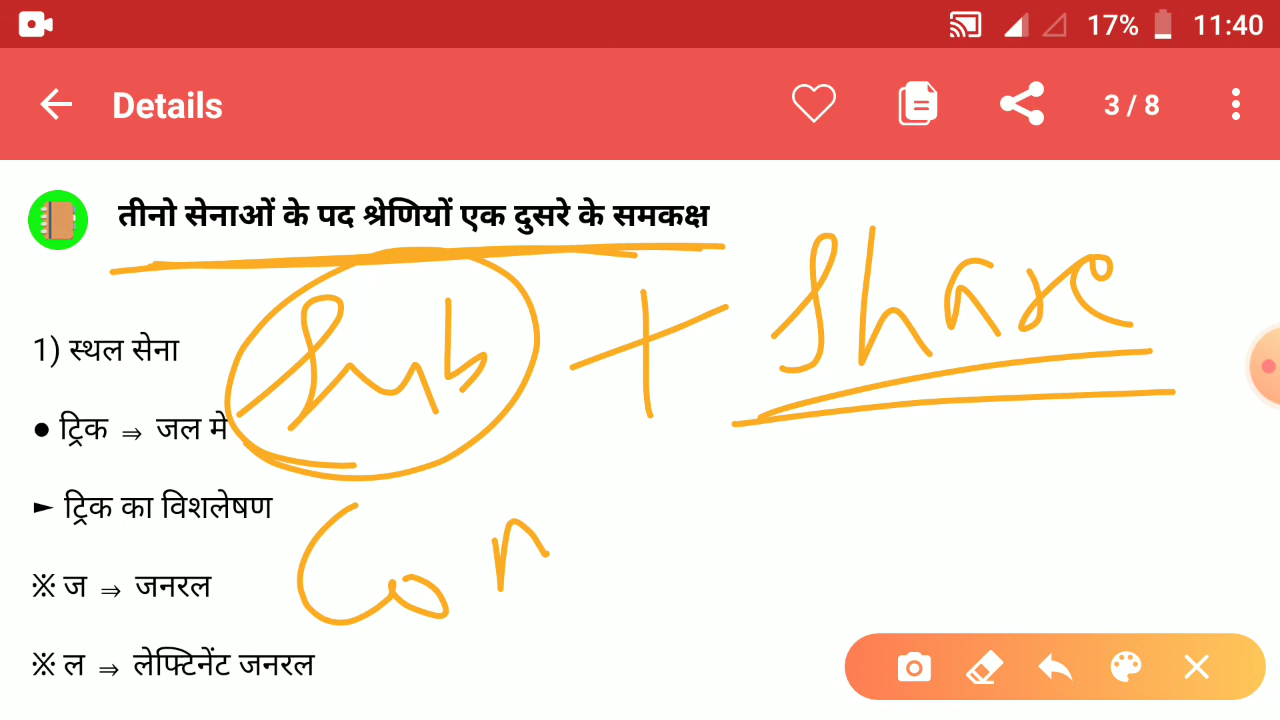 17% 11:40
Details 3 / 8
तीनो सेनाओं के पद श्रेणियों एक दुसरे के समकक्ष
Sub + Share
1) स्थल सेना
● ट्रिक ⇒ जल मे
► ट्रिक का विशलेषण
Con
※ ज ⇒ जनरल
※ ल ⇒ लेफ्टिनेंट जनरल